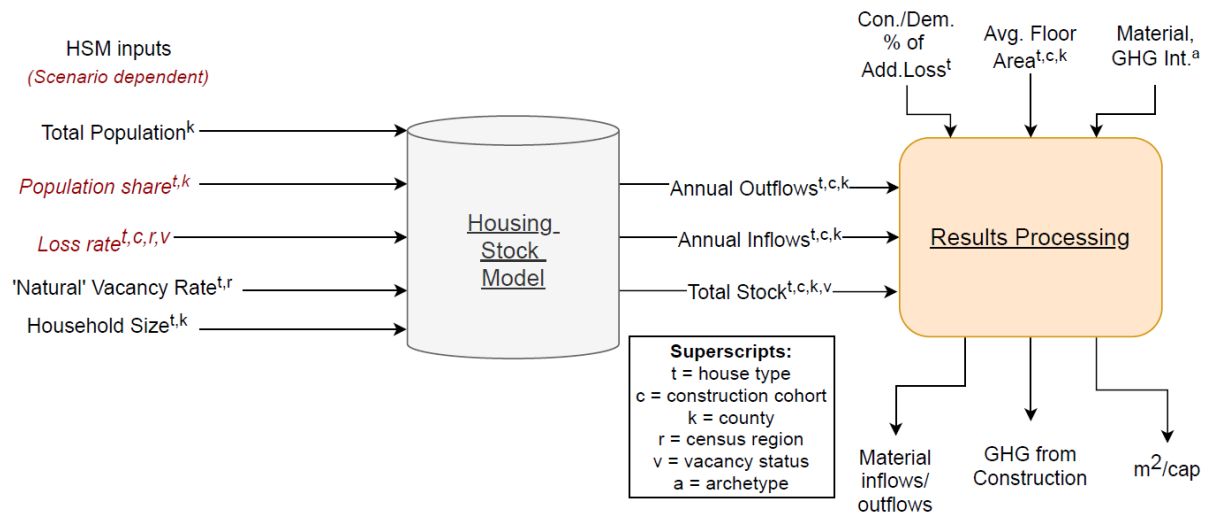 HSM inputs
(Scenario dependent)
Total Population^k
Population share^t,k
Loss rate^t,c,r,v
'Natural' Vacancy Rate^t,r
Household Size^t,k
Housing
Stock
Model
Annual Outflows^t,c,k
Annual Inflows^t,c,k
Total Stock^t,c,k,v
Superscripts:
t = house type
c = construction cohort
k = county
r = census region
v = vacancy status
a = archetype
Con./Dem.
% of
Add.Loss^t
Avg. Floor
Area^t,c,k
Material,
GHG Int.^a
Results Processing
Material
inflows/
outflows
GHG from
Construction
m^2/cap